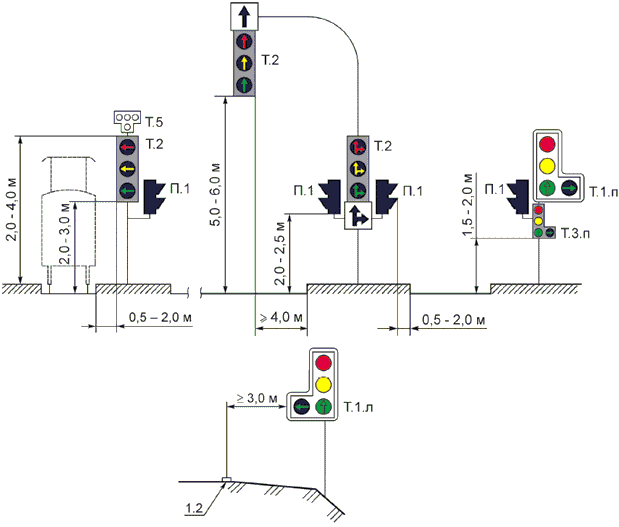 Т.2
Т.5
Т.2
2,0 - 4,0 м
2,0 - 3,0 м
П.1
0,5 – 2,0 м
5,0 - 6,0 м
Т.2
П.1
П.1
2,0 - 2,5 м
⩾ 4,0 м
0,5 - 2,0 м
П.1
1,5 - 2,0 м
Т.1.п
Т.3.п
≥ 3,0 м
Т.1.л
1.2